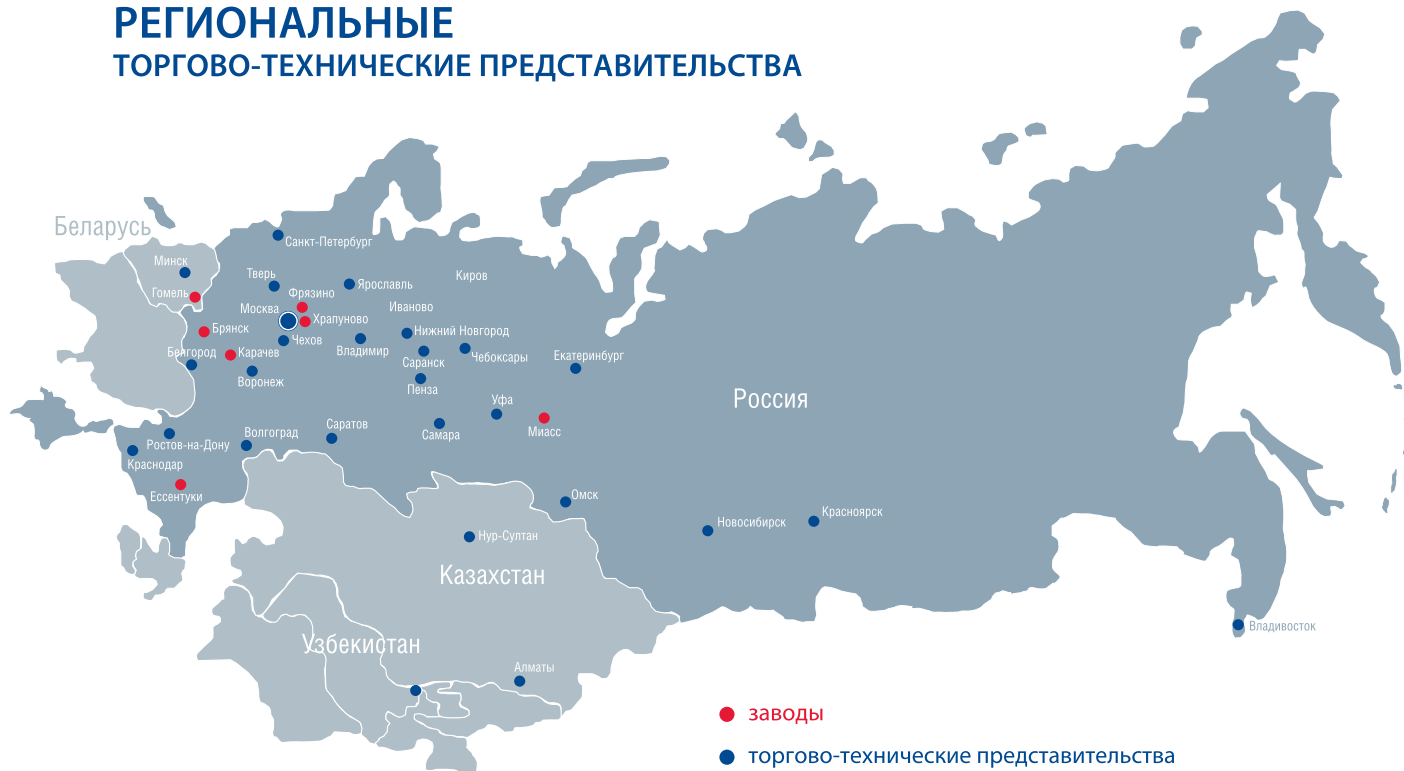 РЕГИОНАЛЬНЫЕ
ТОРГОВО-ТЕХНИЧЕСКИЕ ПРЕДСТАВИТЕЛЬСТВА
Беларусь
Санкт-Петербург
Минск
Тверь
Ярославль
Киров
Гомель
Фрязино
Москва
Иваново
Храпуново
Брянск
Нижний Новгород
Чехов
Владимир
Белгород
Карачев
Саранск
Чебоксары
Екатеринбург
Воронеж
Пенза
Россия
Уфа
Саратов
Волгоград
Самара
Миасс
Ростов-на-Дону
Краснодар
Ессентуки
Омск
Красноярск
Новосибирск
Нур-Султан
Казахстан
Владивосток
Узбекистан
Алматы
заводы
торгово-технические представительства